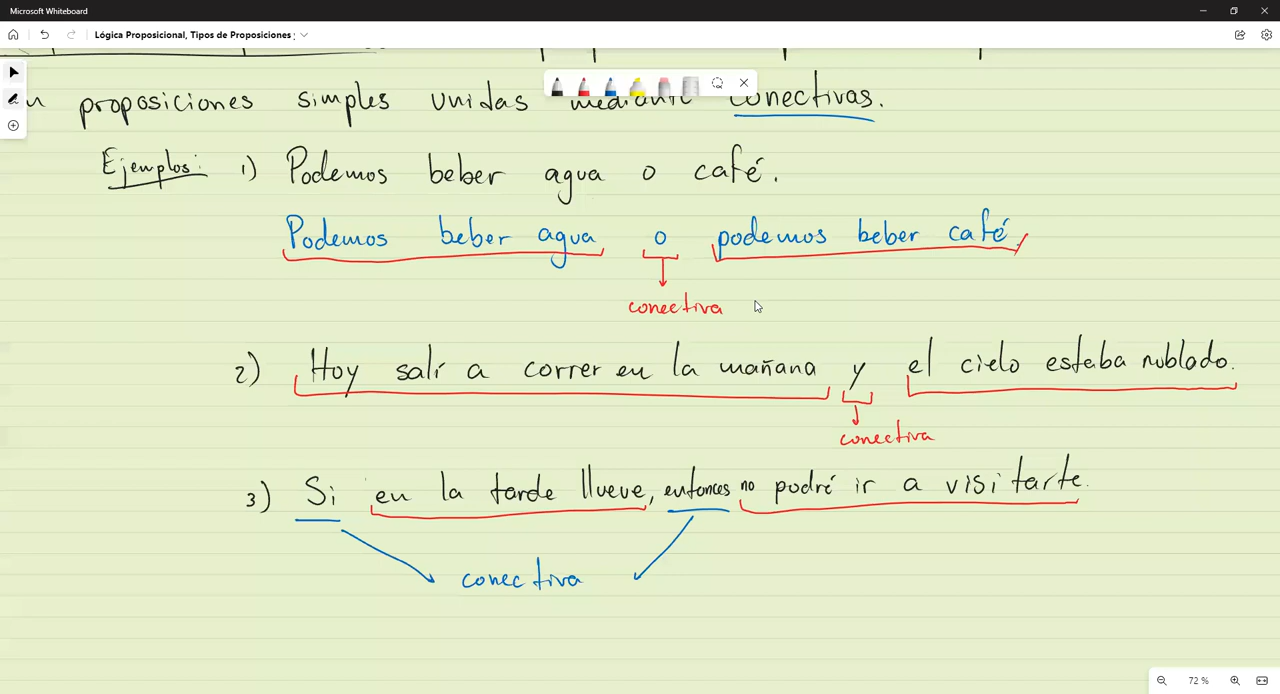 Microsoft Whiteboard
Lógica Proposicional, Tipos de Proposiciones
proposiciones simples unidas mediante conectivas.
Ejemplos: 1) Podemos beber agua o café.
Podemos beber agua o podemos beber café.
conectiva
2) Hoy salí a correr en la mañana y el cielo estaba nublado.
conectiva
3) Si en la tarde llueve, entonces no podré ir a visitarte.
conectiva
72 %